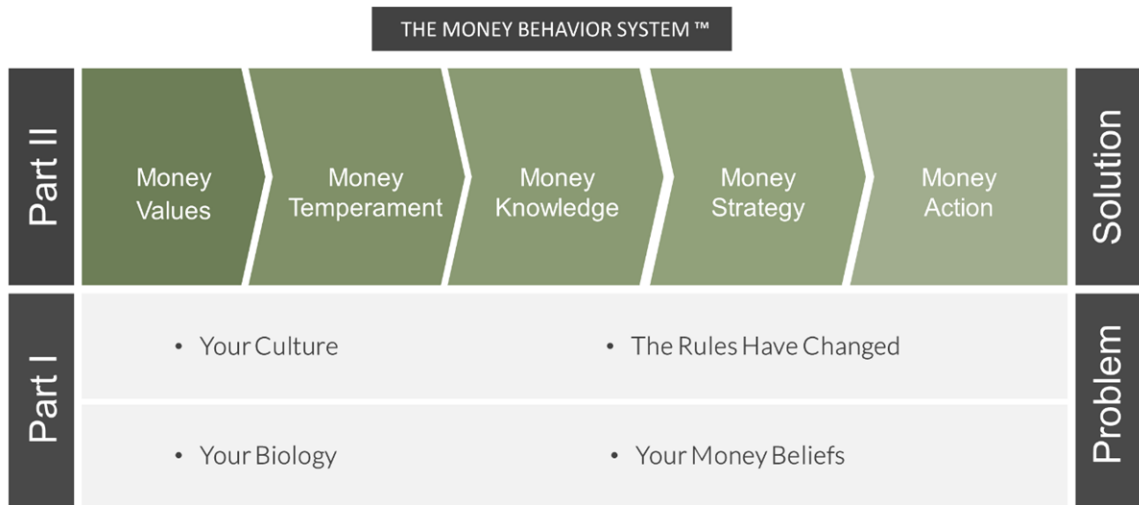 THE MONEY BEHAVIOR SYSTEM ™
Part II
Money
Values
Money
Temperament
Money
Knowledge
Money
Strategy
Money
Action
Solution
Part I
• Your Culture
• The Rules Have Changed
• Your Biology
• Your Money Beliefs
Problem